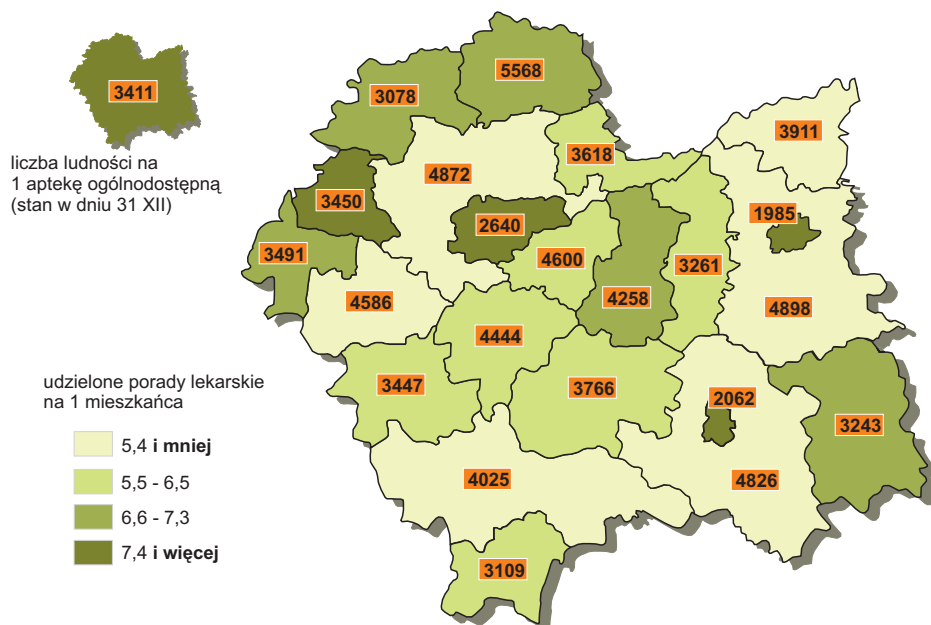 3411
liczba ludności na
1 aptekę ogólnodostępną
(stan w dniu 31 XII)
5568
3078
3911
3618
4872
3450
1985
2640
3491
4600
3261
4258
4586
4898
4444
3447
3766
2062
3243
4025
4826
3109
udzielone porady lekarskie
na 1 mieszkańca
5,4 i mniej
5,5 - 6,5
6,6 - 7,3
7,4 i więcej